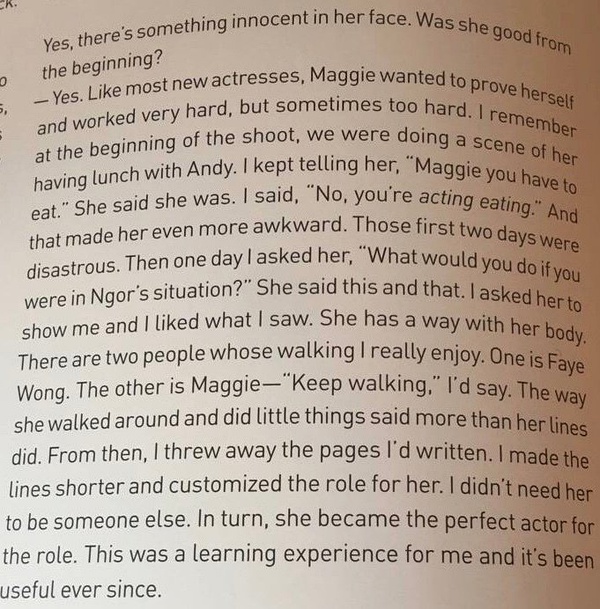 CK.
Yes, there's something innocent in her face. Was she good from
the beginning?
— Yes. Like most new actresses, Maggie wanted to prove herself
and worked very hard, but sometimes too hard. I remember
at the beginning of the shoot, we were doing a scene of her
having lunch with Andy. I kept telling her, "Maggie you have to
eat." She said she was. I said, "No, you're acting eating." And
that made her even more awkward. Those first two days were
disastrous. Then one day I asked her, "What would you do if you
were in Ngor's situation?" She said this and that. I asked her to
show me and I liked what I saw. She has a way with her body.
There are two people whose walking I really enjoy. One is Faye
Wong. The other is Maggie—"Keep walking," I'd say. The way
she walked around and did little things said more than her lines
did. From then, I threw away the pages I'd written. I made the
lines shorter and customized the role for her. I didn't need her
to be someone else. In turn, she became the perfect actor for
the role. This was a learning experience for me and it's been
useful ever since.